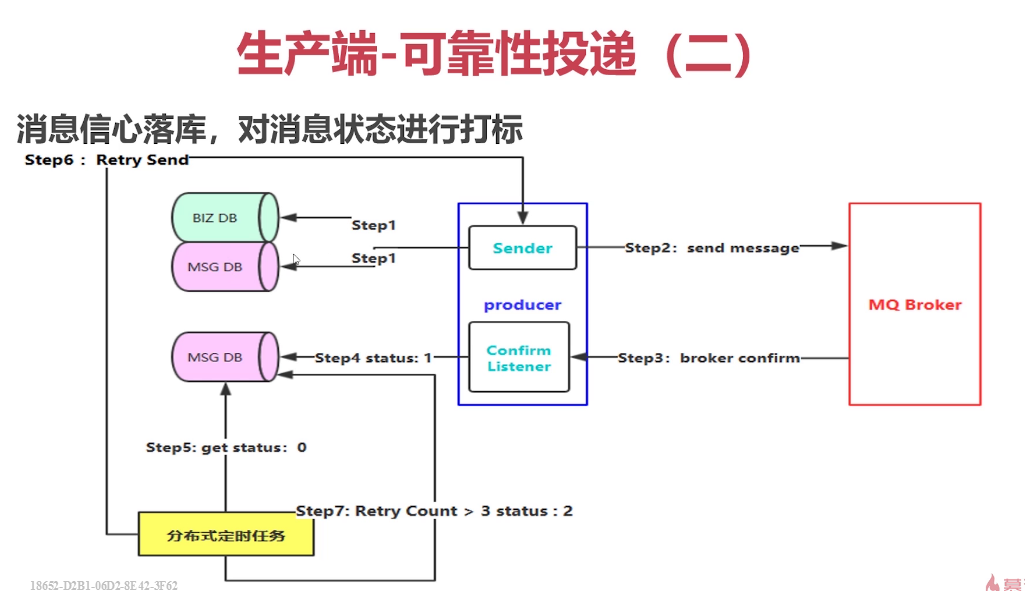 生产端-可靠性投递（二）
消息信心落库，对消息状态进行打标
Step6 : Retry Send
BIZ DB
Step1
MSG DB
Step1
Sender
Step2: send message
producer
MQ Broker
MSG DB
Step4 status: 1
Confirm
Listener
Step3: broker confirm
Step5: get status: 0
Step7: Retry Count > 3 status : 2
分布式定时任务
18652-D2B1-06D2-8E42-3F62
慕